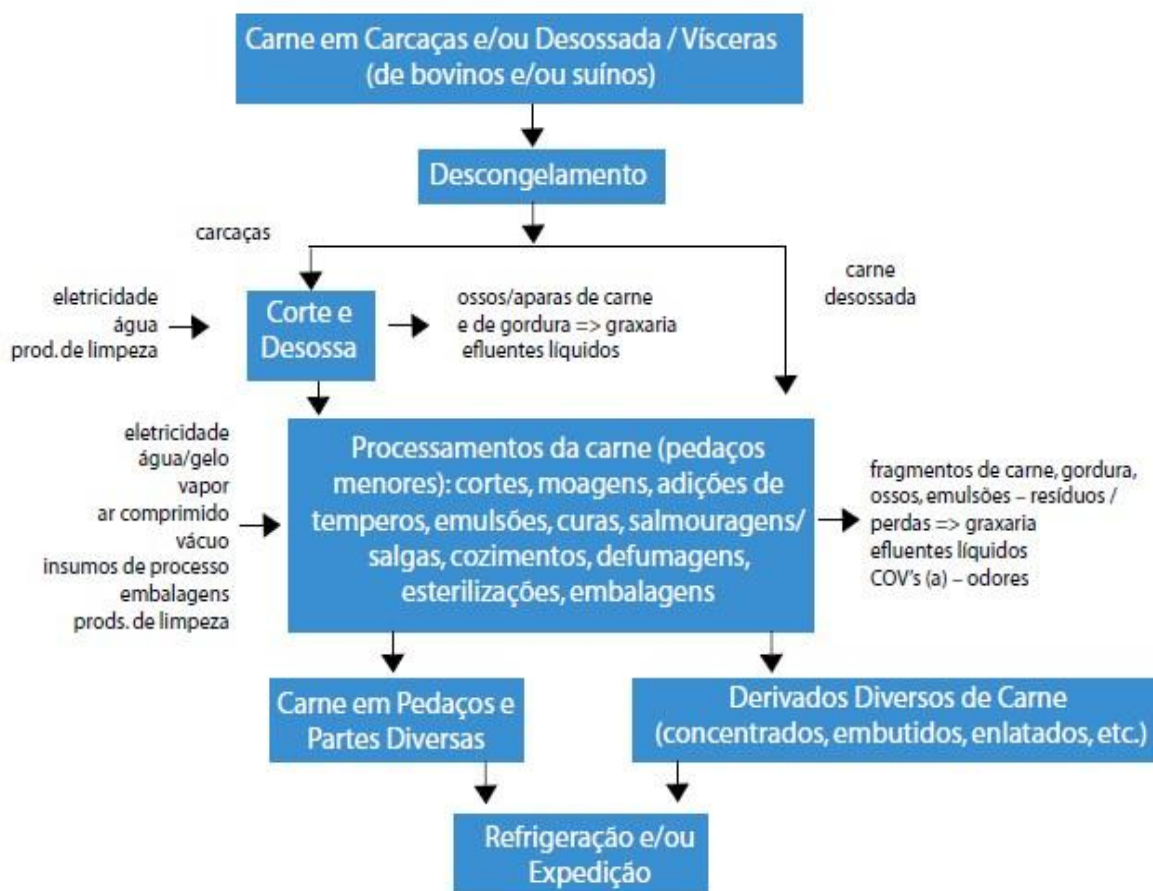 Carne em Carcaças e/ou Desossada / Vísceras
(de bovinos e/ou suínos)
Descongelamento
carcaças
carne
desossada
eletricidade
água
prod. de limpeza
Corte e
Desossa
ossos/aparas de carne
e de gordura => graxaria
efluentes líquidos
eletricidade
água/gelo
vapor
ar comprimido
vácuo
insumos de processo
embalagens
prods. de limpeza
Processamentos da carne (pedaços
menores): cortes, moagens, adições de
temperos, emulsões, curas, salmouragens/
salgas, cozimentos, defumagens,
esterilizações, embalagens
fragmentos de carne, gordura,
ossos, emulsões – resíduos /
perdas => graxaria
efluentes líquidos
COV's (a) – odores
Carne em Pedaços e
Partes Diversas
Derivados Diversos de Carne
(concentrados, embutidos, enlatados, etc.)
Refrigeração e/ou
Expedição